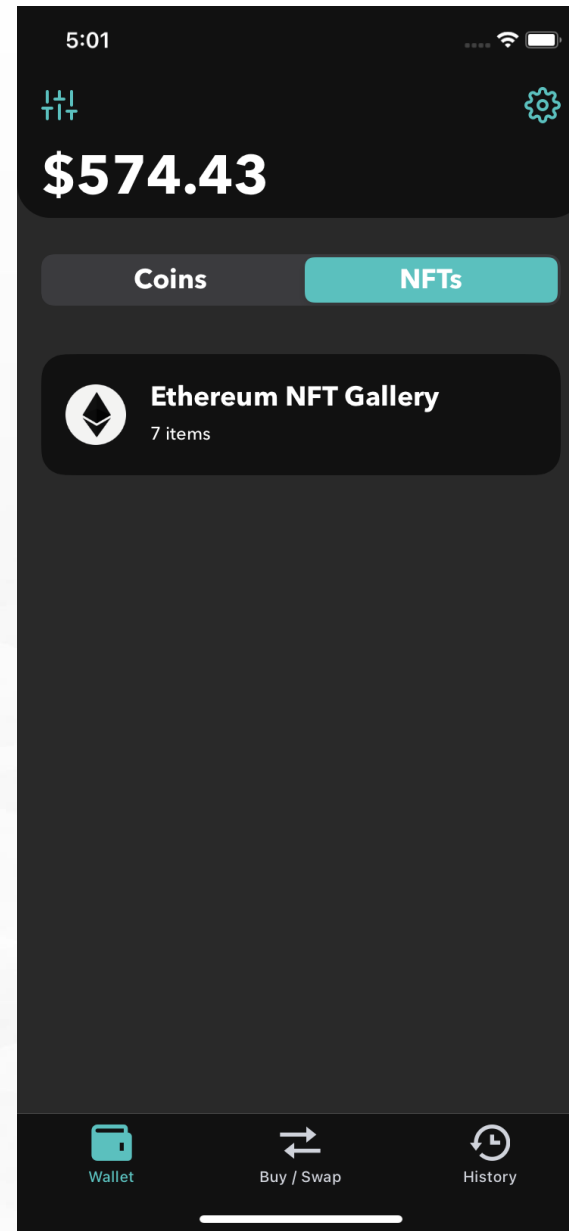 5:01
$574.43
Coins
NFTs
Ethereum NFT Gallery
7 items
Wallet
Buy / Swap
History